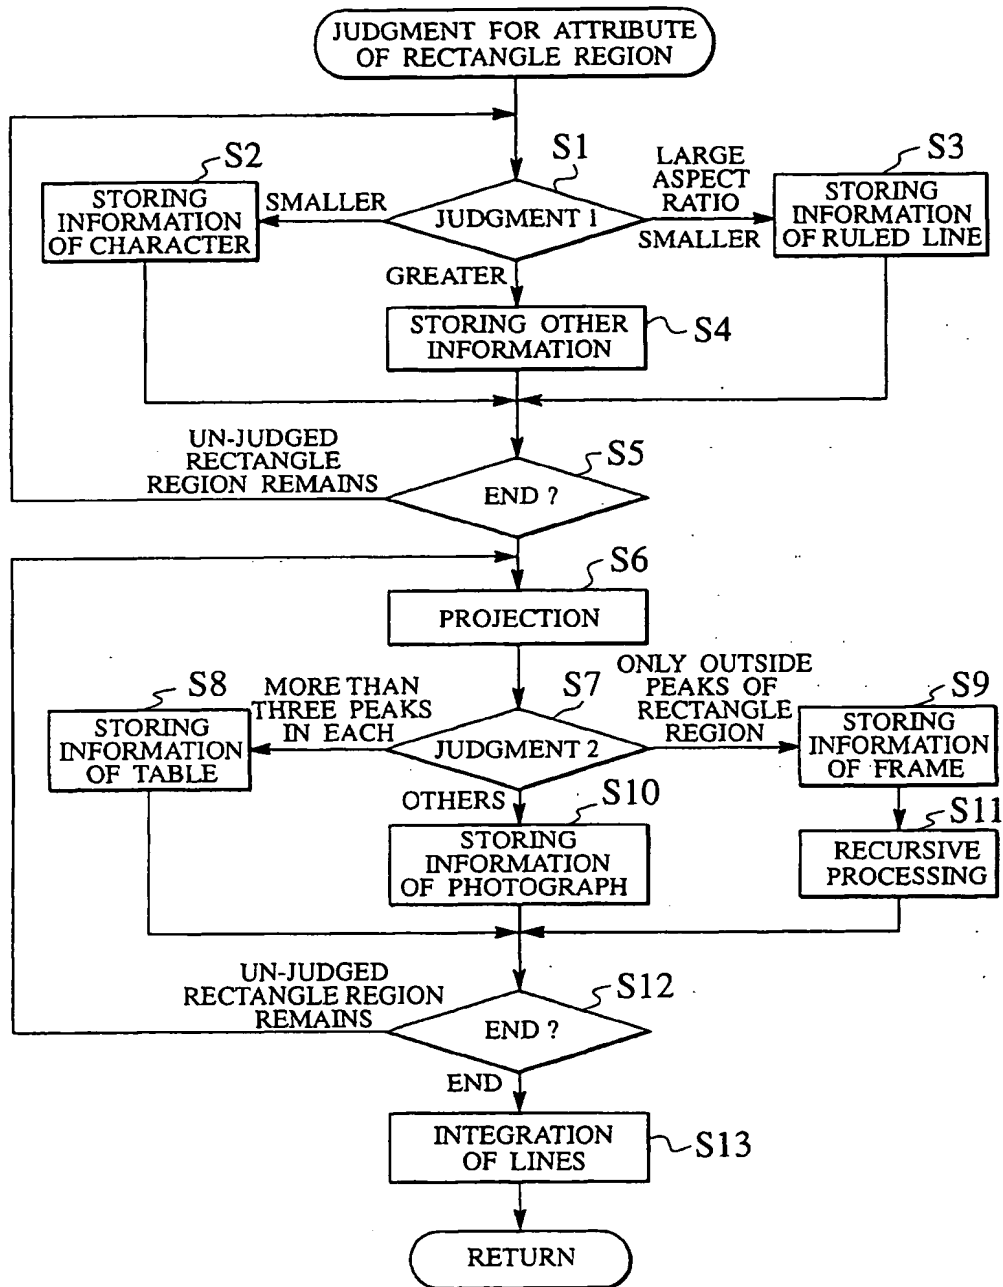 JUDGMENT FOR ATTRIBUTE
OF RECTANGLE REGION
S1
S2
STORING
INFORMATION
OF CHARACTER
SMALLER
JUDGMENT 1
LARGE
ASPECT
RATIO
SMALLER
S3
STORING
INFORMATION
OF RULED LINE
GREATER
STORING OTHER
INFORMATION
S4
UN-JUDGED
RECTANGLE
REGION REMAINS
S5
END ?
S6
PROJECTION
S7
S8
STORING
INFORMATION
OF TABLE
MORE THAN
THREE PEAKS
IN EACH
JUDGMENT 2
ONLY OUTSIDE
PEAKS OF
RECTANGLE
REGION
S9
STORING
INFORMATION
OF FRAME
OTHERS
S10
STORING
INFORMATION
OF PHOTOGRAPH
S11
RECURSIVE
PROCESSING
UN-JUDGED
RECTANGLE REGION
REMAINS
S12
END ?
END
INTEGRATION
OF LINES
S13
RETURN